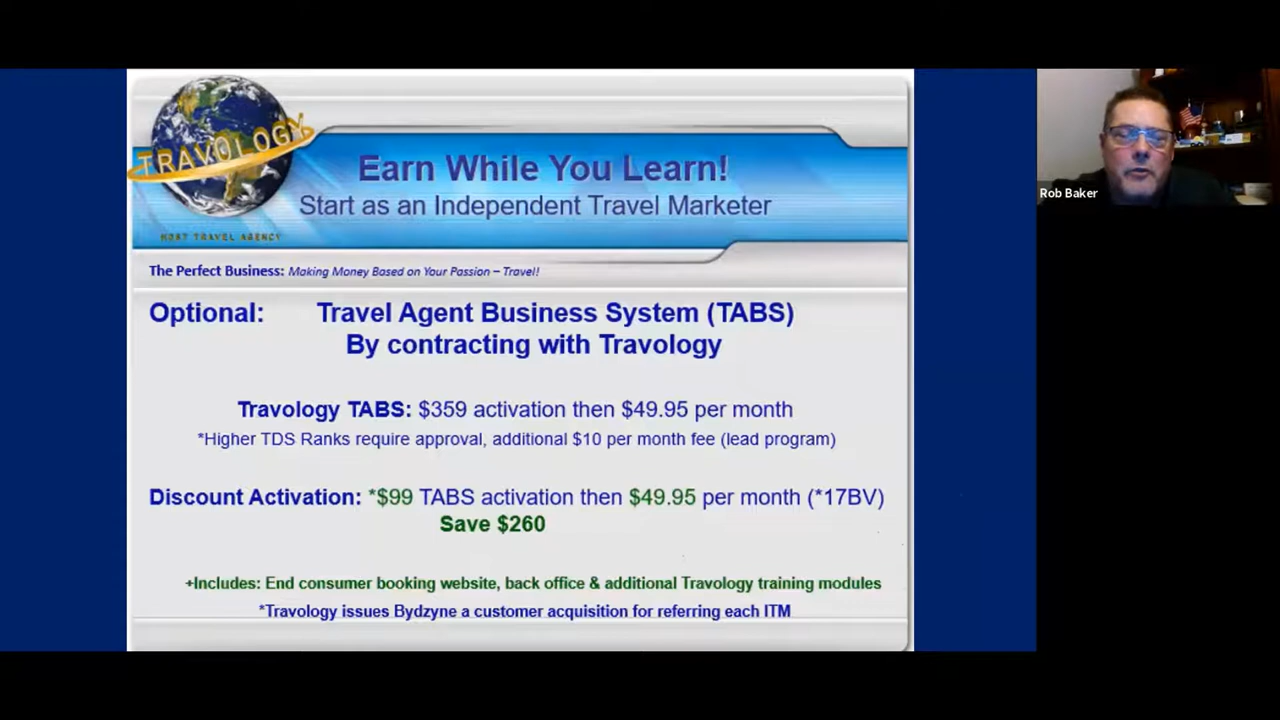 TRAVOLOGY
HOST TRAVEL AGENCY
Earn While You Learn!
Start as an Independent Travel Marketer
The Perfect Business: Making Money Based on Your Passion – Travel!
Optional: Travel Agent Business System (TABS)
By contracting with Travology
Travology TABS: $359 activation then $49.95 per month
*Higher TDS Ranks require approval, additional $10 per month fee (lead program)
Discount Activation: *$99 TABS activation then $49.95 per month (*17BV)
Save $260
+Includes: End consumer booking website, back office & additional Travology training modules
*Travology issues Bydzyne a customer acquisition for referring each ITM
Rob Baker